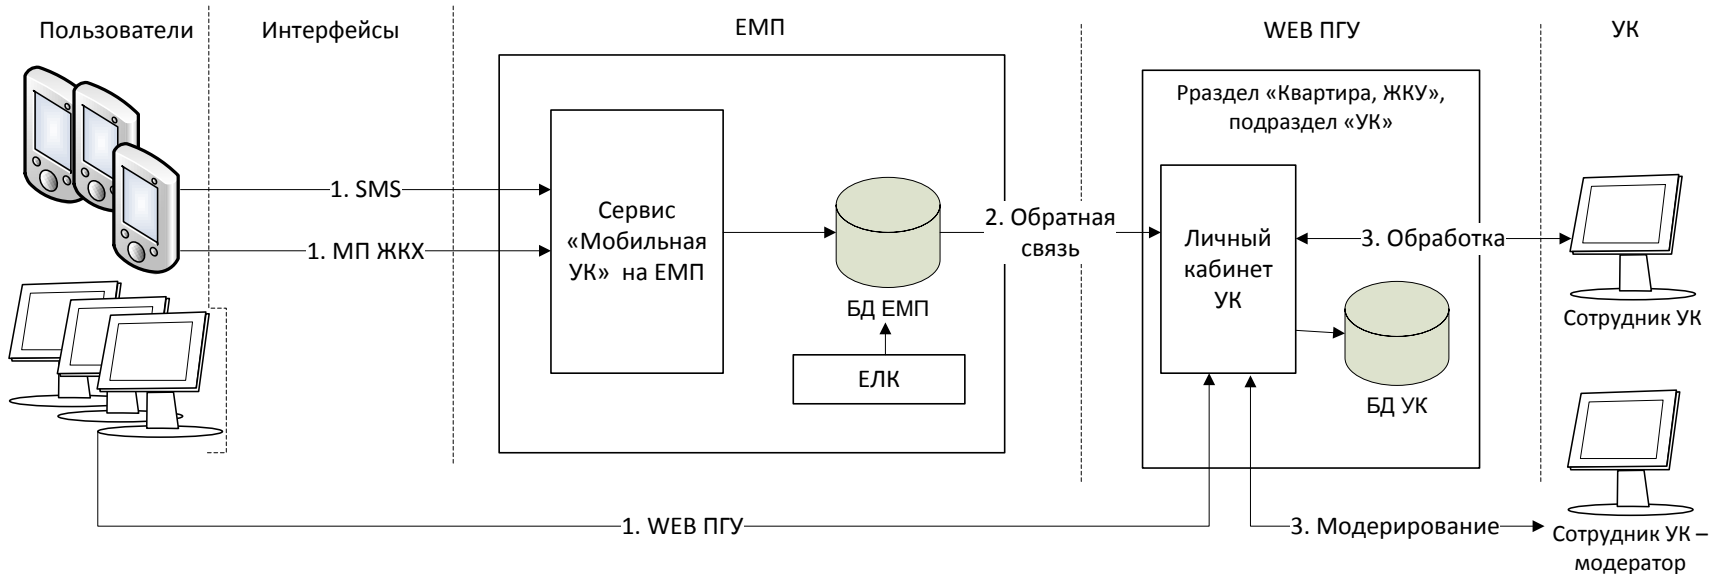 Пользователи
Интерфейсы
ЕМП
WEB ПГУ
УК
Рраздел «Квартира, ЖКУ»,
подраздел «УК»
1. SMS
1. МП ЖКХ
Сервис
«Мобильная
УК» на ЕМП
БД ЕМП
ЕЛК
2. Обратная
связь
Личный
кабинет
УК
БД УК
3. Обработка
Сотрудник УК
1. WEB ПГУ
3. Модерирование
Сотрудник УК –
модератор